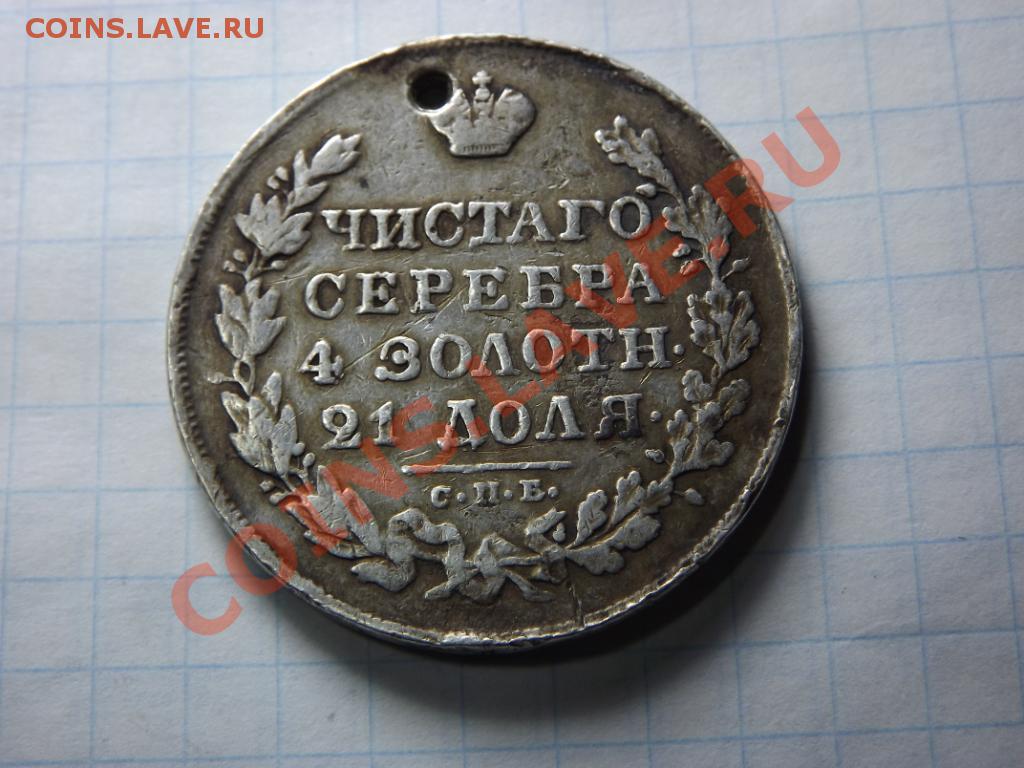 COINS.LAVE.RU
ЧИСТАГО
СЕРЕБРА
4 ЗОЛОТН.
21 ДОЛЯ.
С.П.Б.
COINS.LAVE.RU